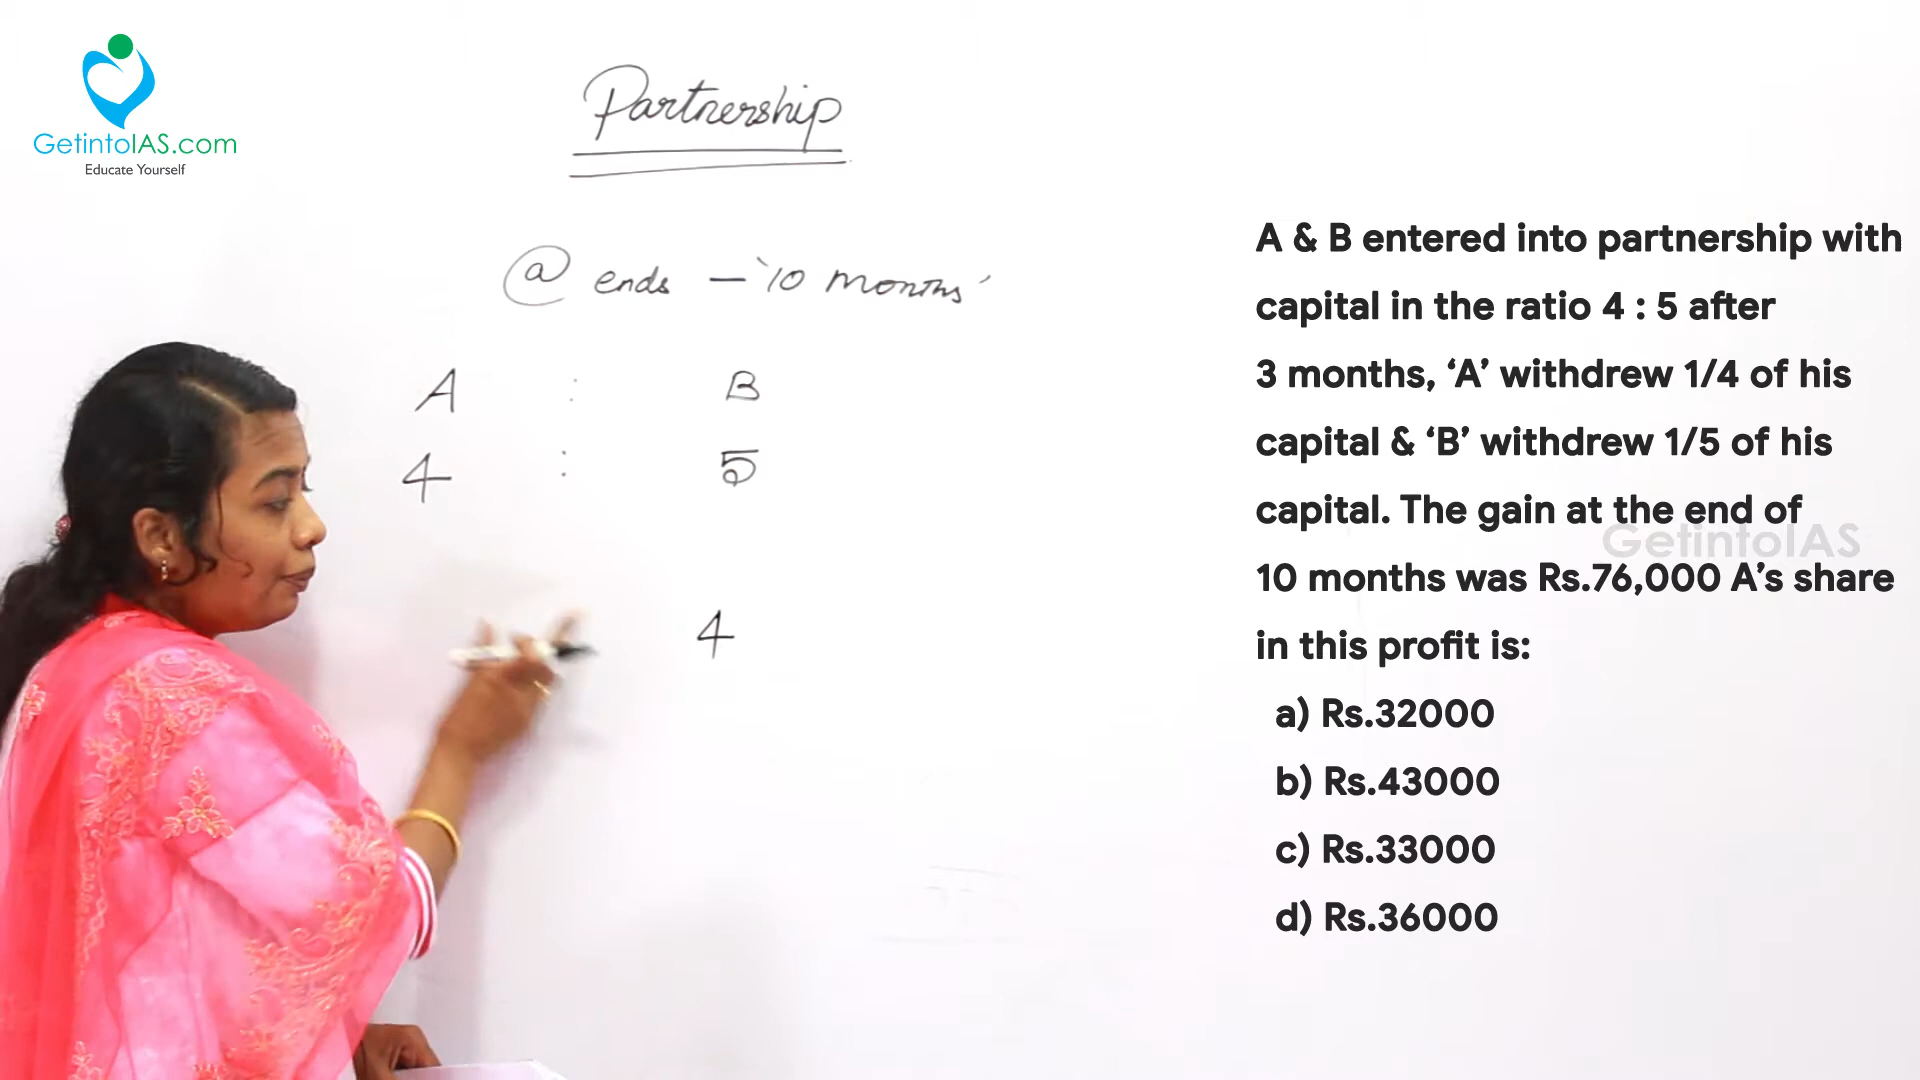 GetintoIAS.com
Educate Yourself
Partnership
@ ends - '10 months'
A : B
4 : 5
4
A & B entered into partnership with
capital in the ratio 4 : 5 after
3 months, ‘A’ withdrew 1/4 of his
capital & ‘B’ withdrew 1/5 of his
capital. The gain at the end of
10 months was Rs.76,000 A’s share
in this profit is:
a) Rs.32000
b) Rs.43000
c) Rs.33000
d) Rs.36000
GetintoIAS